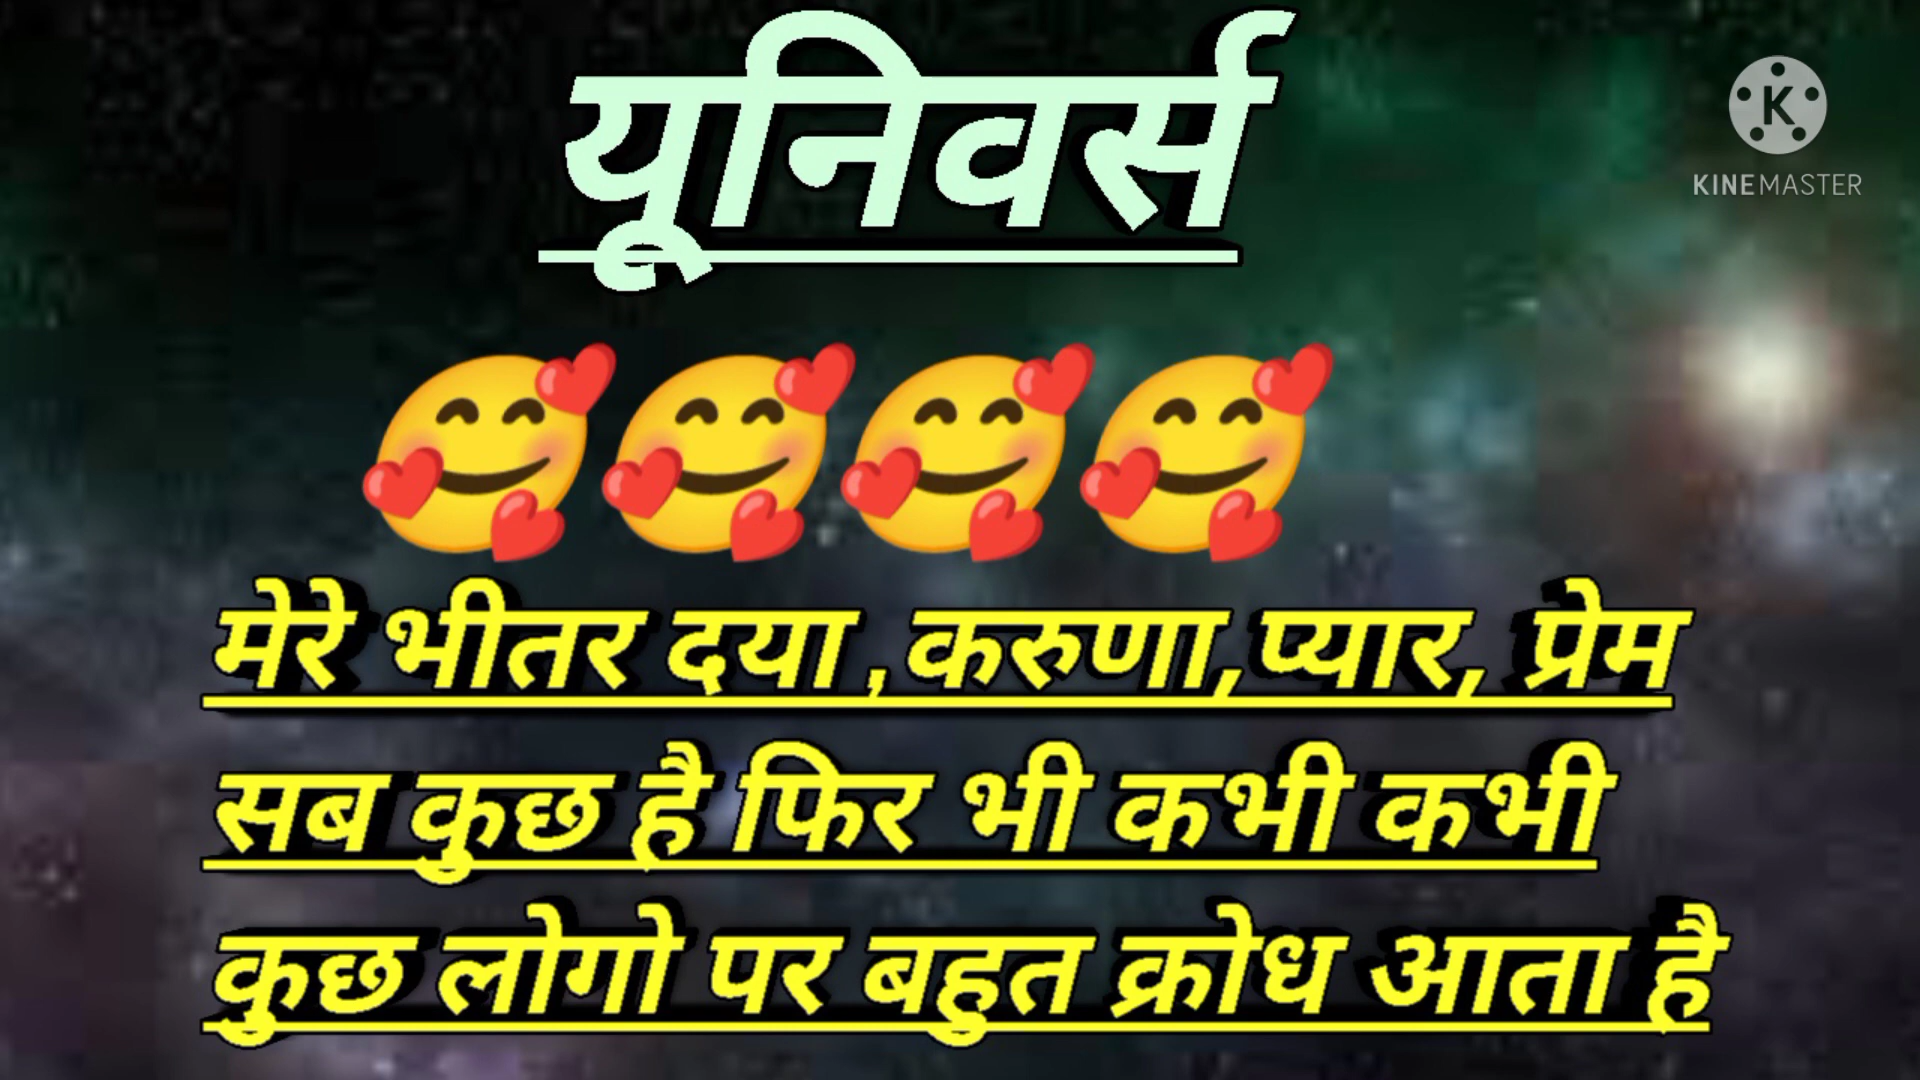 यूनिवर्स
K
KINEMASTER
🥰🥰🥰🥰
मेरे भीतर दया ,करुणा,प्यार, प्रेम
सब कुछ है फिर भी कभी कभी
कुछ लोगो पर बहुत क्रोध आता है